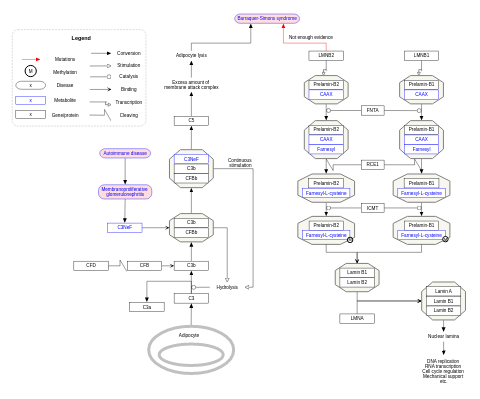 Barraquer-Simons syndrome
Legend
Mutations
Conversion
M
Methylation
Stimulation
x
Disease
Catalysis
x
Metabolite
Binding
x
Gene/protein
Transcription
Cleaving
Not-enough evidence
Adipocyte lysis
Excess amount of
membrane attack complex
C5
Autoimmune disease
Membranoproliferative
glomerulonephritis
C3NeF
C3NeF
C3b
CFBb
Continuous
stimulation
C3b
CFBb
CFD
CFB
C3b
Hydrolysis
C3a
C3
Adipocyte
LMNB2
LMNB1
Prelamin-B2
CAAX
Prelamin-B1
CAAX
FNTA
Prelamin-B2
CAAX
Farnesyl
Prelamin-B1
CAAX
Farnesyl
RCE1
Prelamin-B2
Farnesyl-L-cysteine
Prelamin-B1
Farnesyl-L-cysteine
ICMT
Prelamin-B2
Farnesyl-L-cysteine
M
Prelamin-B1
Farnesyl-L-cysteine
M
Lamin B1
Lamin B2
LMNA
Lamin A
Lamin B1
Lamin B2
Nuclear lamina
DNA replication
RNA transcription
Cell cycle regulation
Mechanical support
etc.